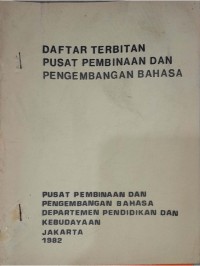 DAFTAR TERBITAN
PUSAT PEMBINAAN DAN
PENGEMBANGAN BAHASA
PUSAT PEMBINAAN DAN
PENGEMBANGAN BAHASA
DEPARTEMEN PENDIDIKAN DAN
KEBUDAYAAN
JAKARTA
1982